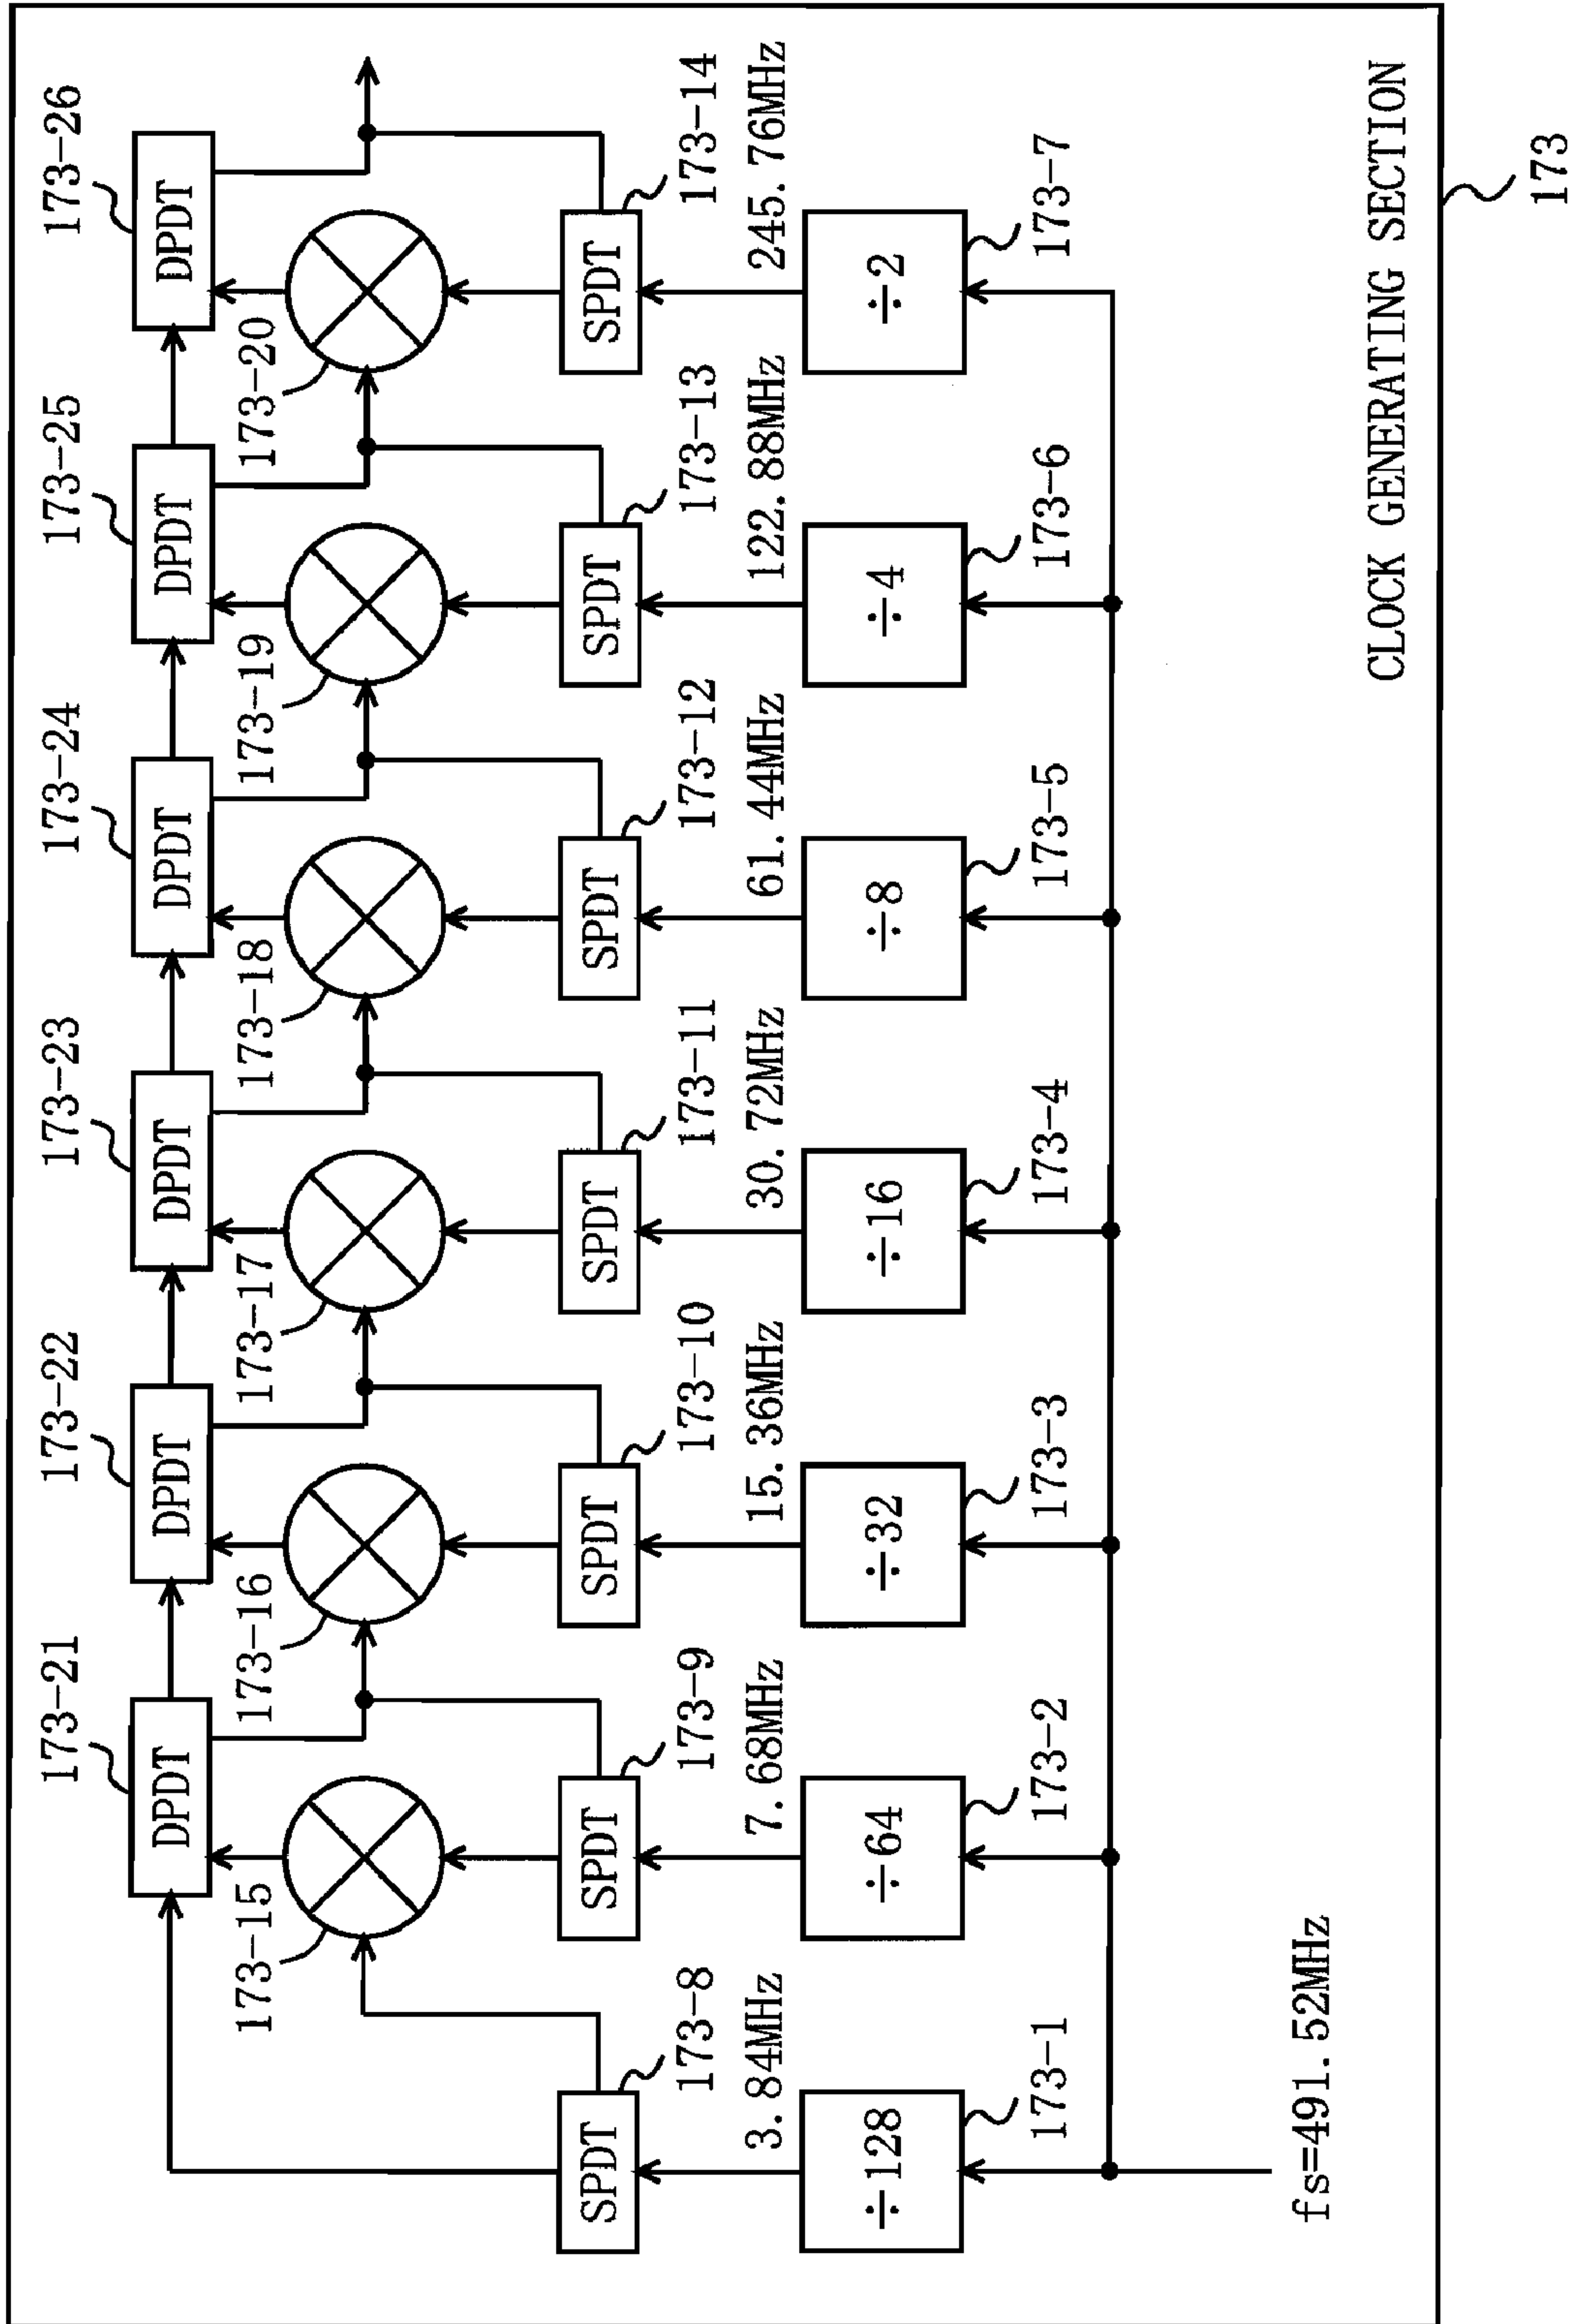 173-21
173-22
173-23
173-24
173-25
173-26
DPDT
DPDT
DPDT
DPDT
DPDT
DPDT
173-15
173-16
173-17
173-18
173-19
173-20
SPDT
SPDT
SPDT
SPDT
SPDT
SPDT
SPDT
173-8
173-9
173-10
173-11
173-12
173-13
173-14
3.84MHz
7.68MHz
15.36MHz
30.72MHz
61.44MHz
122.88MHz
245.76MHz
÷128
÷64
÷32
÷16
÷8
÷4
÷2
173-1
173-2
173-3
173-4
173-5
173-6
173-7
fs=491.52MHz
CLOCK GENERATING SECTION
173